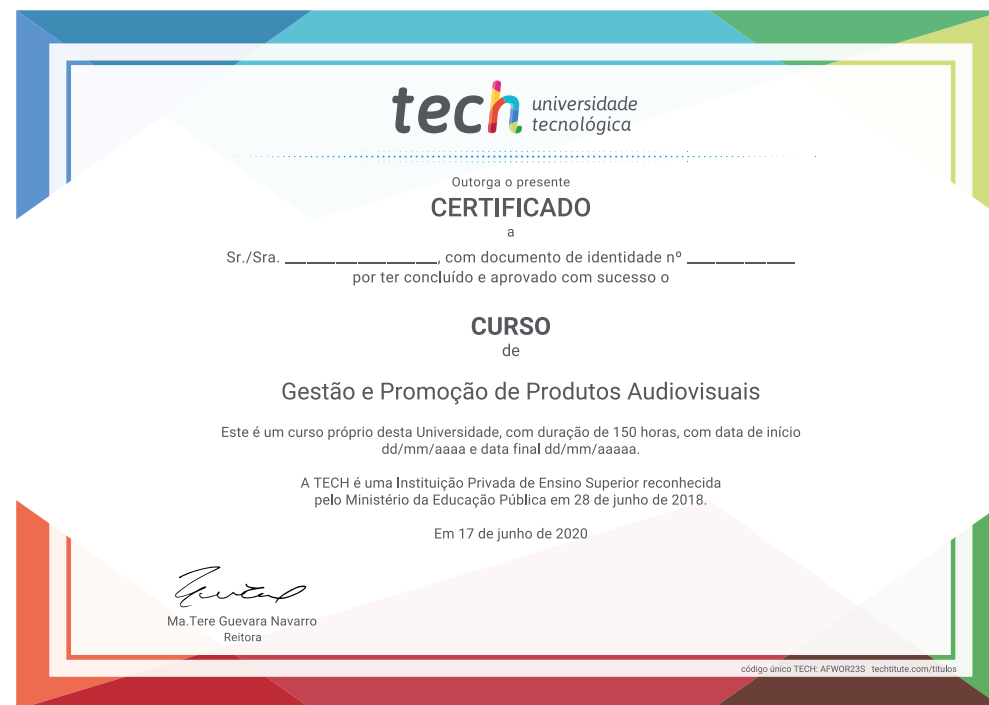 tech universidade
tecnológica
Outorga o presente
CERTIFICADO
a
Sr./Sra. ______________, com documento de identidade nº __________
por ter concluído e aprovado com sucesso o
CURSO
de
Gestão e Promoção de Produtos Audiovisuais
Este é um curso próprio desta Universidade, com duração de 150 horas, com data de início
dd/mm/aaaa e data final dd/mm/aaaaa.
A TECH é uma Instituição Privada de Ensino Superior reconhecida
pelo Ministério da Educação Pública em 28 de junho de 2018.
Em 17 de junho de 2020
Ma.Tere Guevara Navarro
Reitora
código único TECH: AFWOR23S techtitute.com/titulos